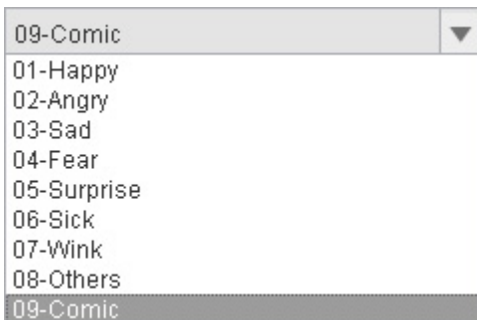 09-Comic
01-Happy
02-Angry
03-Sad
04-Fear
05-Surprise
06-Sick
07-Wink
08-Others
09-Comic